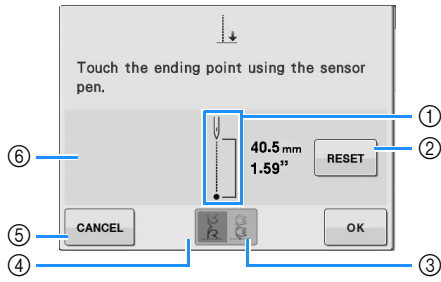 Touch the ending point using the sensor
pen.
①
40.5 mm
1.59”
RESET
②
⑥
CANCEL
OK
⑤
④
③